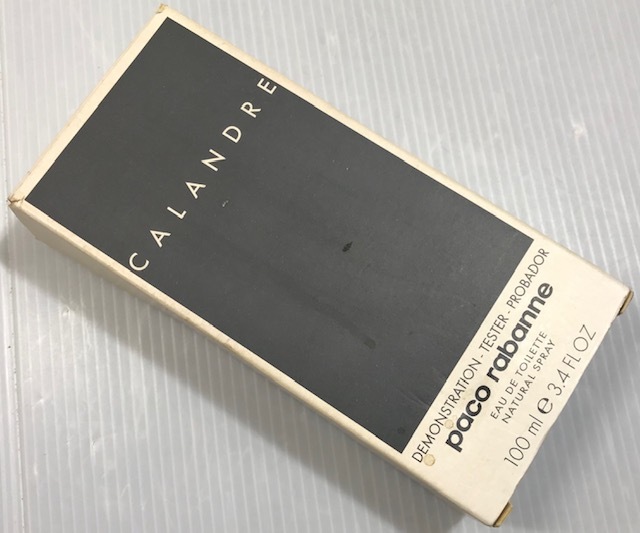 CALANDRE
DEMONSTRATION - TESTER - PROBADOR
paco rabanne
EAU DE TOILETTE
NATURAL SPRAY
100 ml ℮ 3.4 FL OZ